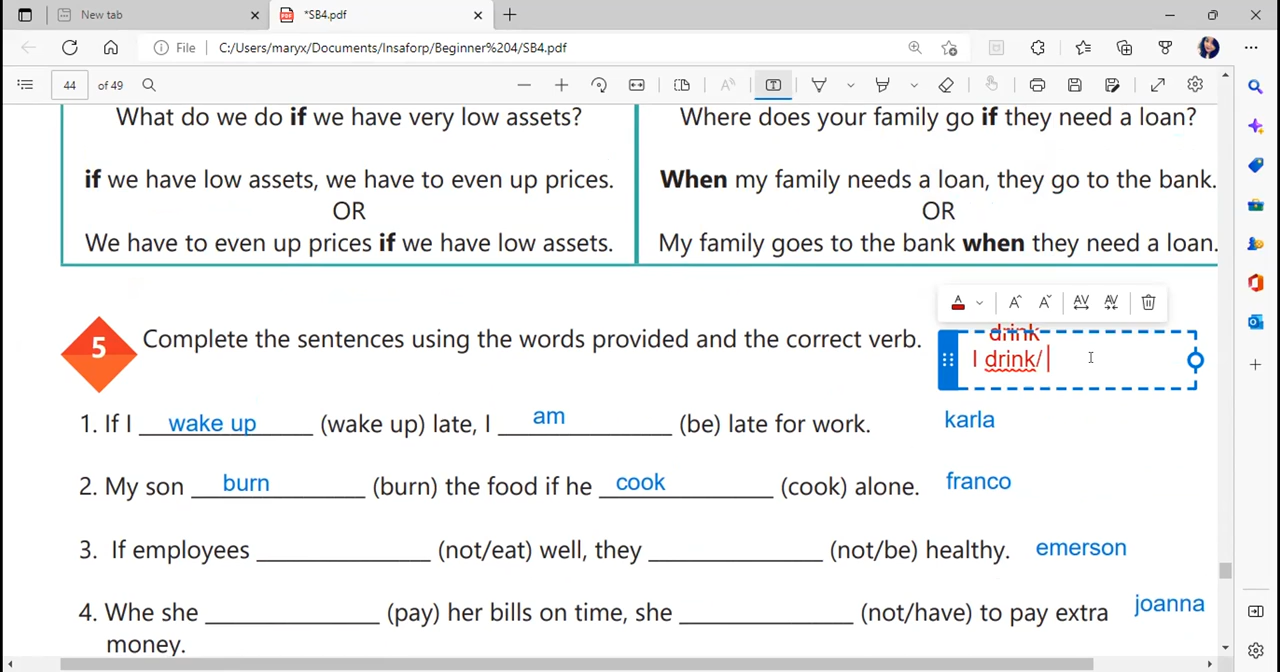 New tab
*SB4.pdf
File C:/Users/maryx/Documents/Insaforp/Beginner%204/SB4.pdf
44 of 49
What do we do if we have very low assets?
Where does your family go if they need a loan?
if we have low assets, we have to even up prices.
OR
We have to even up prices if we have low assets.
When my family needs a loan, they go to the bank.
OR
My family goes to the bank when they need a loan.
5 Complete the sentences using the words provided and the correct verb.
drink
I drink/
1. If I wake up (wake up) late, I am (be) late for work. karla
2. My son burn (burn) the food if he cook (cook) alone. franco
3. If employees ____ (not/eat) well, they ____ (not/be) healthy. emerson
4. Whe she ____ (pay) her bills on time, she ____ (not/have) to pay extra joanna
money.